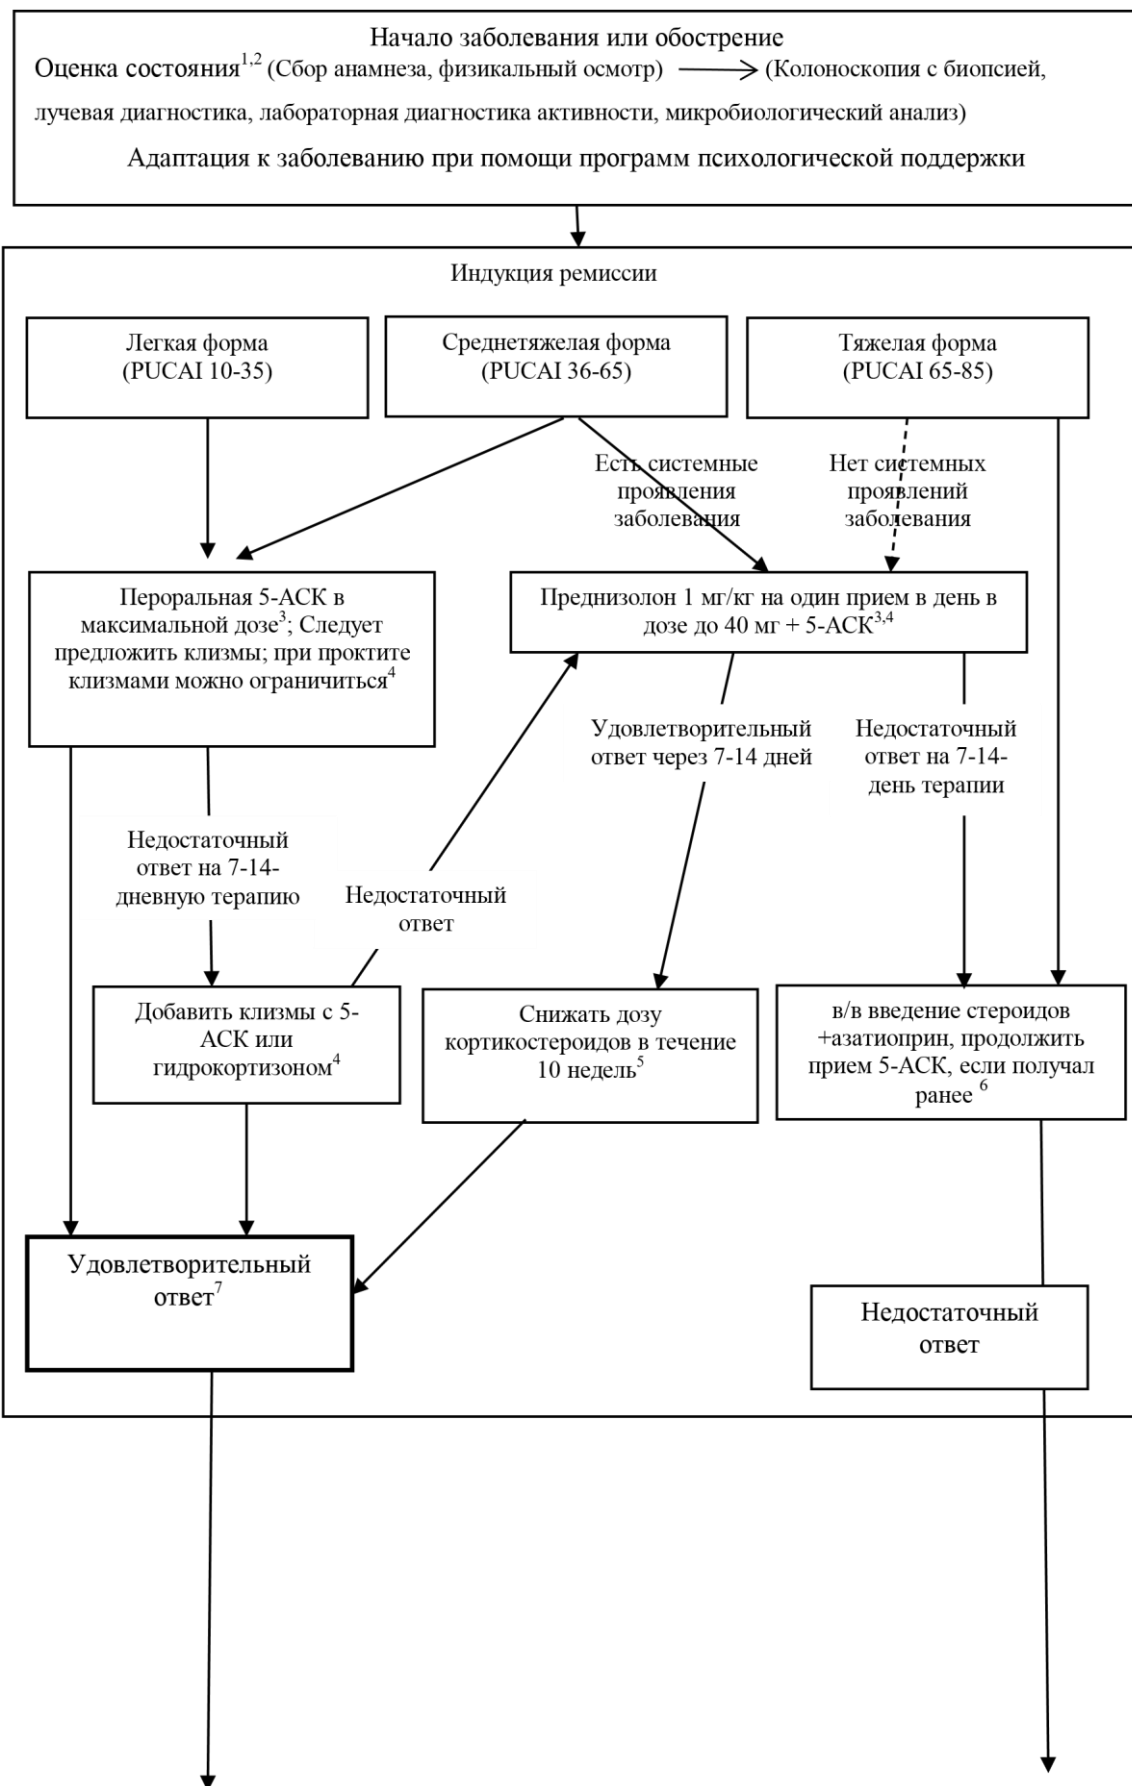 Начало заболевания или обострение
Оценка состояния1,2 (Сбор анамнеза, физикальный осмотр) ⟶ (Колоноскопия с биопсией,
лучевая диагностика, лабораторная диагностика активности, микробиологический анализ)
Адаптация к заболеванию при помощи программ психологической поддержки
Индукция ремиссии
Легкая форма
(PUCAI 10-35)
Среднетяжелая форма
(PUCAI 36-65)
Тяжелая форма
(PUCAI 65-85)
Есть системные
проявления
заболевания
Нет системных
проявлений
заболевания
Пероральная 5-АСК в
максимальной дозе3; Следует
предложить клизмы; при проктите
клизмами можно ограничиться4
Преднизолон 1 мг/кг на один прием в день в
дозе до 40 мг + 5-АСК3,4
Удовлетворительный
ответ через 7-14 дней
Недостаточный
ответ на 7-14-
день терапии
Недостаточный
ответ на 7-14-
дневную терапию
Недостаточный
ответ
Добавить клизмы с 5-
АСК или
гидрокортизоном4
Снижать дозу
кортикостероидов в течение
10 недель5
в/в введение стероидов
+азатиоприн, продолжить
прием 5-АСК, если получал
ранее 6
Удовлетворительный
ответ7
Недостаточный
ответ